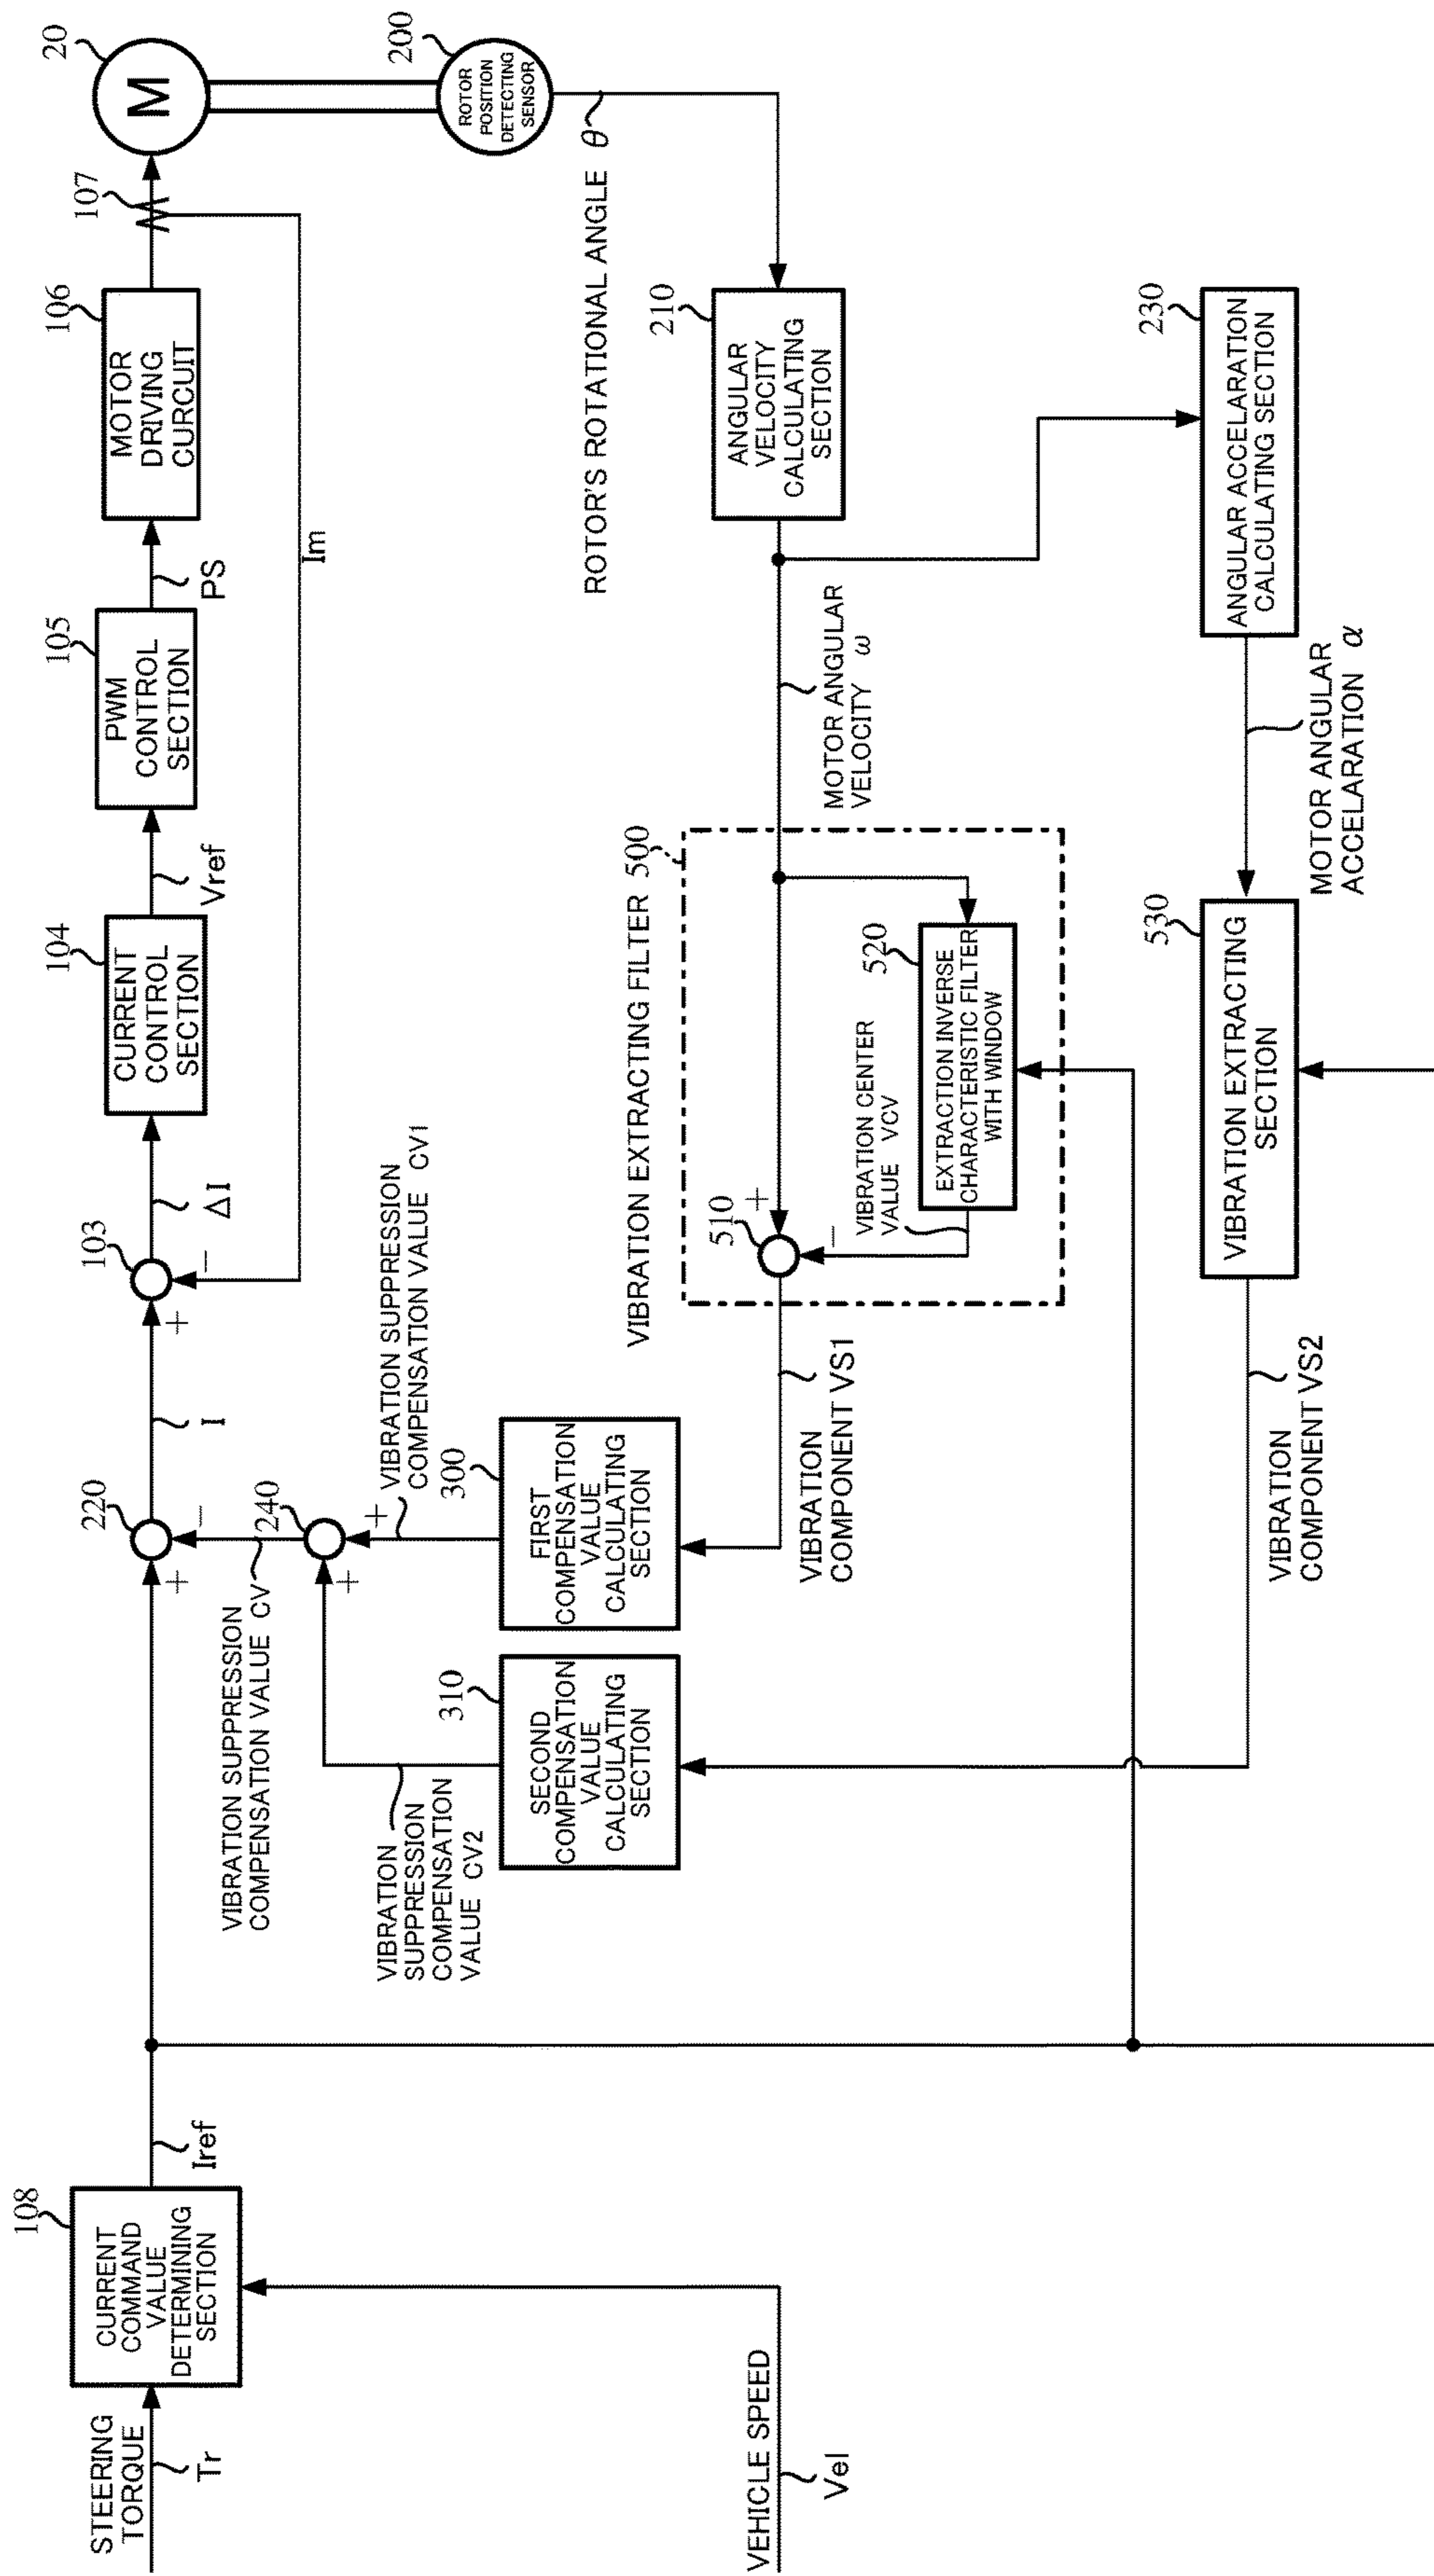 STEERING
TORQUE
Tr
VEHICLE SPEED
Vel
108
CURRENT
COMMAND
VALUE
DETERMINING
SECTION
Iref
220
+
−
I
VIBRATION SUPPRESSION
COMPENSATION VALUE CV
240
+
+
VIBRATION SUPPRESSION
COMPENSATION VALUE CV1
VIBRATION
SUPPRESSION
COMPENSATION
VALUE CV2
310
SECOND
COMPENSATION
VALUE
CALCULATING
SECTION
300
FIRST
COMPENSATION
VALUE
CALCULATING
SECTION
103
+
−
ΔI
104
CURRENT
CONTROL
SECTION
Vref
105
PWM
CONTROL
SECTION
PS
106
MOTOR
DRIVING
CURCUIT
107
Im
20
M
200
ROTOR
POSITION
DETECTING
SENSOR
ROTOR'S ROTATIONAL ANGLE θ
210
ANGULAR
VELOCITY
CALCULATING
SECTION
MOTOR ANGULAR
VELOCITY ω
VIBRATION EXTRACTING FILTER 500
510
+
−
VIBRATION CENTER
VALUE VCV
520
EXTRACTION INVERSE
CHARACTERISTIC FILTER
WITH WINDOW
VIBRATION
COMPONENT VS1
230
ANGULAR ACCELARATION
CALCULATING SECTION
MOTOR ANGULAR
ACCELARATION α
530
VIBRATION EXTRACTING
SECTION
VIBRATION
COMPONENT VS2